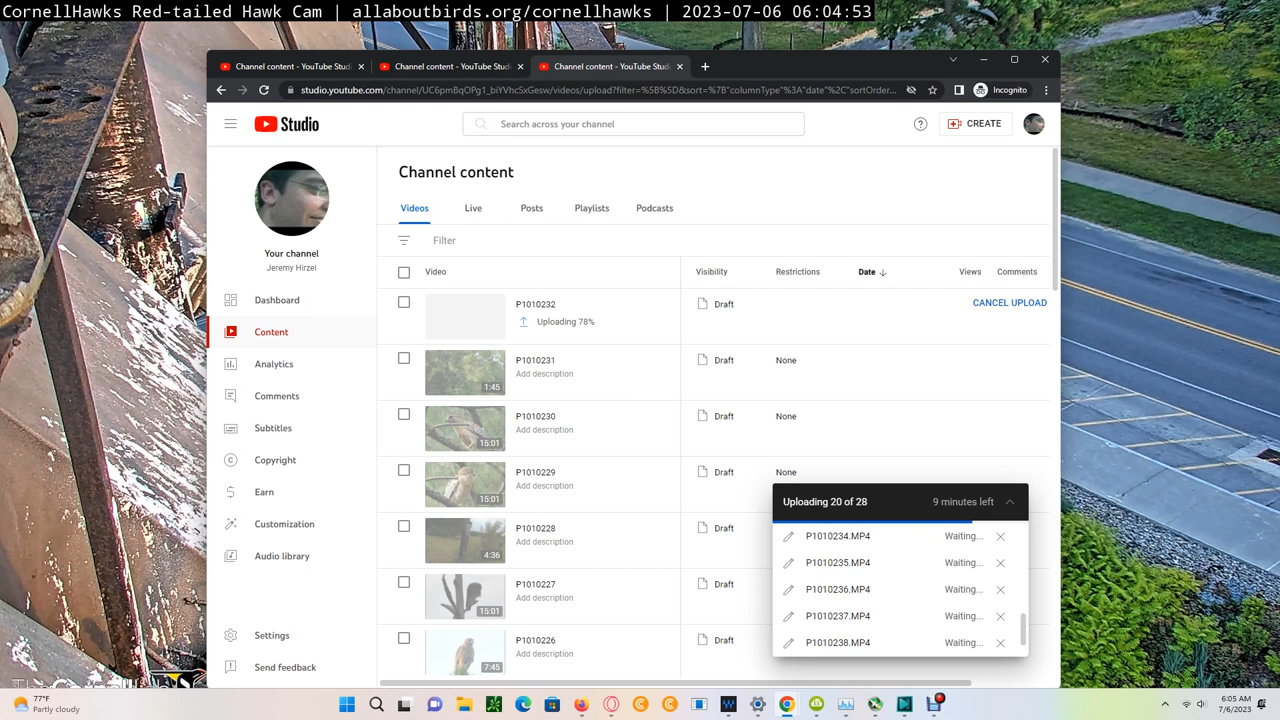 CornellHawks Red-tailed Hawk Cam | allaboutbirds.org/cornellhawks | 2023-07-06 06:04:53
Channel content - YouTube Studi
Channel content - YouTube Studi
Channel content - YouTube Studi
studio.youtube.com/channel/UC6pmBqOPg1_biYVhcSxGesw/videos/upload?filter=%5B%5D&sort=%7B"columnType"%3A"date"%2C"sortOrder...
Incognito
Studio
Search across your channel
CREATE
Your channel
Jeremy Hirzel
Dashboard
Content
Analytics
Comments
Subtitles
Copyright
Earn
Customization
Audio library
Settings
Send feedback
Channel content
Videos Live Posts Playlists Podcasts
Filter
Video Visibility Restrictions Date Views Comments
P1010232 Draft CANCEL UPLOAD
Uploading 78%
P1010231 Draft None
Add description
1:45
P1010230 Draft None
Add description
15:01
P1010229 Draft None
Add description
15:01
P1010228 Draft
Add description
4:36
P1010227 Draft
Add description
15:01
P1010226 Draft
Add description
7:45
Uploading 20 of 28 9 minutes left
P1010234.MP4 Waiting...
P1010235.MP4 Waiting...
P1010236.MP4 Waiting...
P1010237.MP4 Waiting...
P1010238.MP4 Waiting...
77°F
Partly cloudy
6:05 AM
7/6/2023